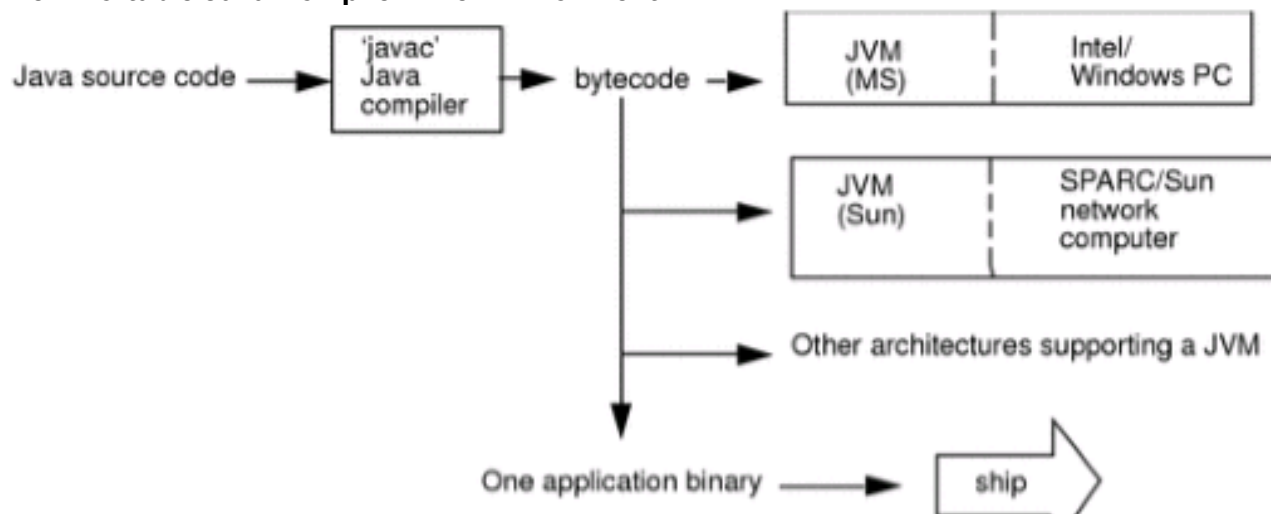 JVM
(MS)
Intel/
Windows PC
Java source code
'javac'
Java
compiler
bytecode
JVM
(Sun)
SPARC/Sun
network
computer
Other architectures supporting a JVM
One application binary
ship